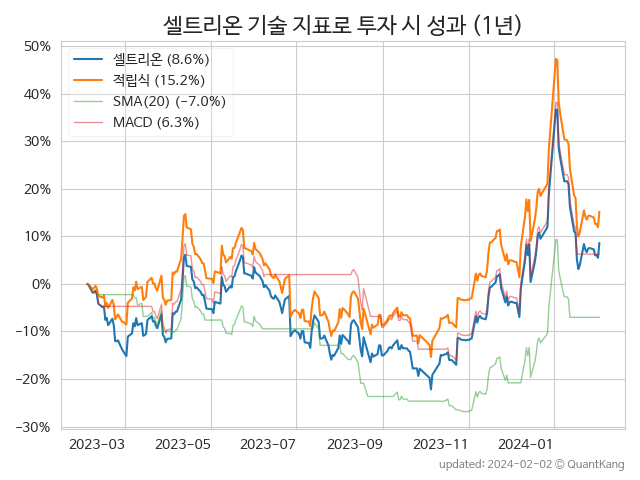 셀트리온 기술 지표로 투자 시 성과 (1년)
셀트리온 (8.6%)
적립식 (15.2%)
SMA(20) (-7.0%)
MACD (6.3%)
50%
40%
30%
20%
10%
0%
-10%
-20%
-30%
2023-03
2023-05
2023-07
2023-09
2023-11
2024-01
updated: 2024-02-02 © QuantKang